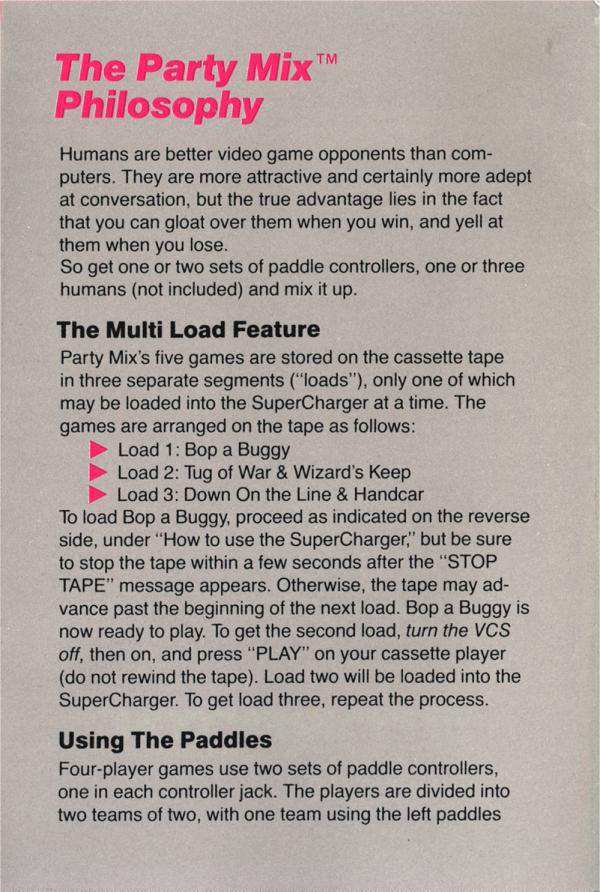 The Party Mix™
Philosophy
Humans are better video game opponents than com-
puters. They are more attractive and certainly more adept
at conversation, but the true advantage lies in the fact
that you can gloat over them when you win, and yell at
them when you lose.
So get one or two sets of paddle controllers, one or three
humans (not included) and mix it up.
The Multi Load Feature
Party Mix's five games are stored on the cassette tape
in three separate segments ("loads"), only one of which
may be loaded into the SuperCharger at a time. The
games are arranged on the tape as follows:
▶ Load 1: Bop a Buggy
▶ Load 2: Tug of War & Wizard's Keep
▶ Load 3: Down On the Line & Handcar
To load Bop a Buggy, proceed as indicated on the reverse
side, under "How to use the SuperCharger," but be sure
to stop the tape within a few seconds after the "STOP
TAPE" message appears. Otherwise, the tape may ad-
vance past the beginning of the next load. Bop a Buggy is
now ready to play. To get the second load, turn the VCS
off, then on, and press "PLAY" on your cassette player
(do not rewind the tape). Load two will be loaded into the
SuperCharger. To get load three, repeat the process.
Using The Paddles
Four-player games use two sets of paddle controllers,
one in each controller jack. The players are divided into
two teams of two, with one team using the left paddles